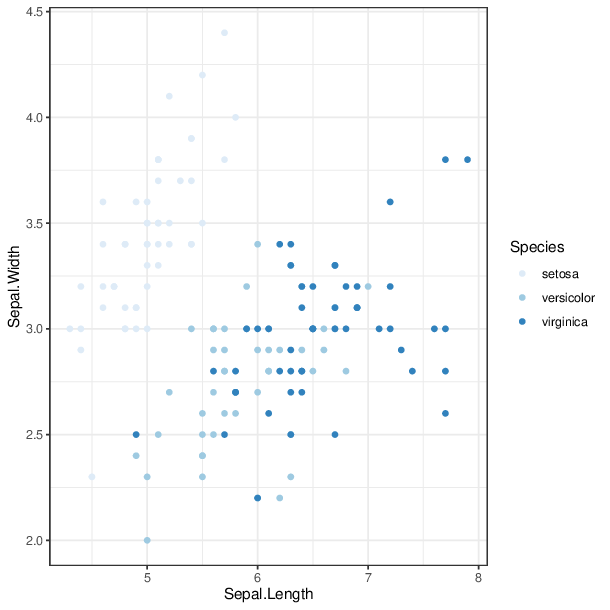 4.5
4.0
3.5
3.0
2.5
2.0
Sepal.Width
5 6 7 8
Sepal.Length
Species
setosa
versicolor
virginica